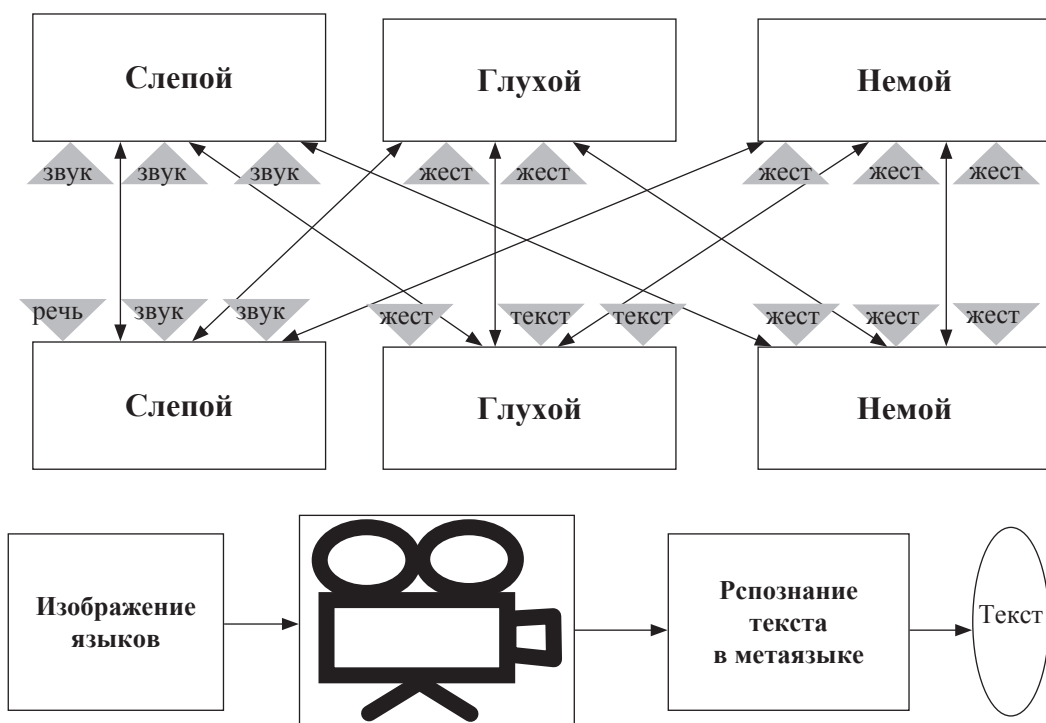 Слепой
Глухой
Немой
звук
звук
звук
жест
жест
жест
жест
жест
речь
звук
звук
жест
текст
текст
жест
жест
жест
Слепой
Глухой
Немой
Изображение
языков
Рспознание
текста
в метаязыке
Текст